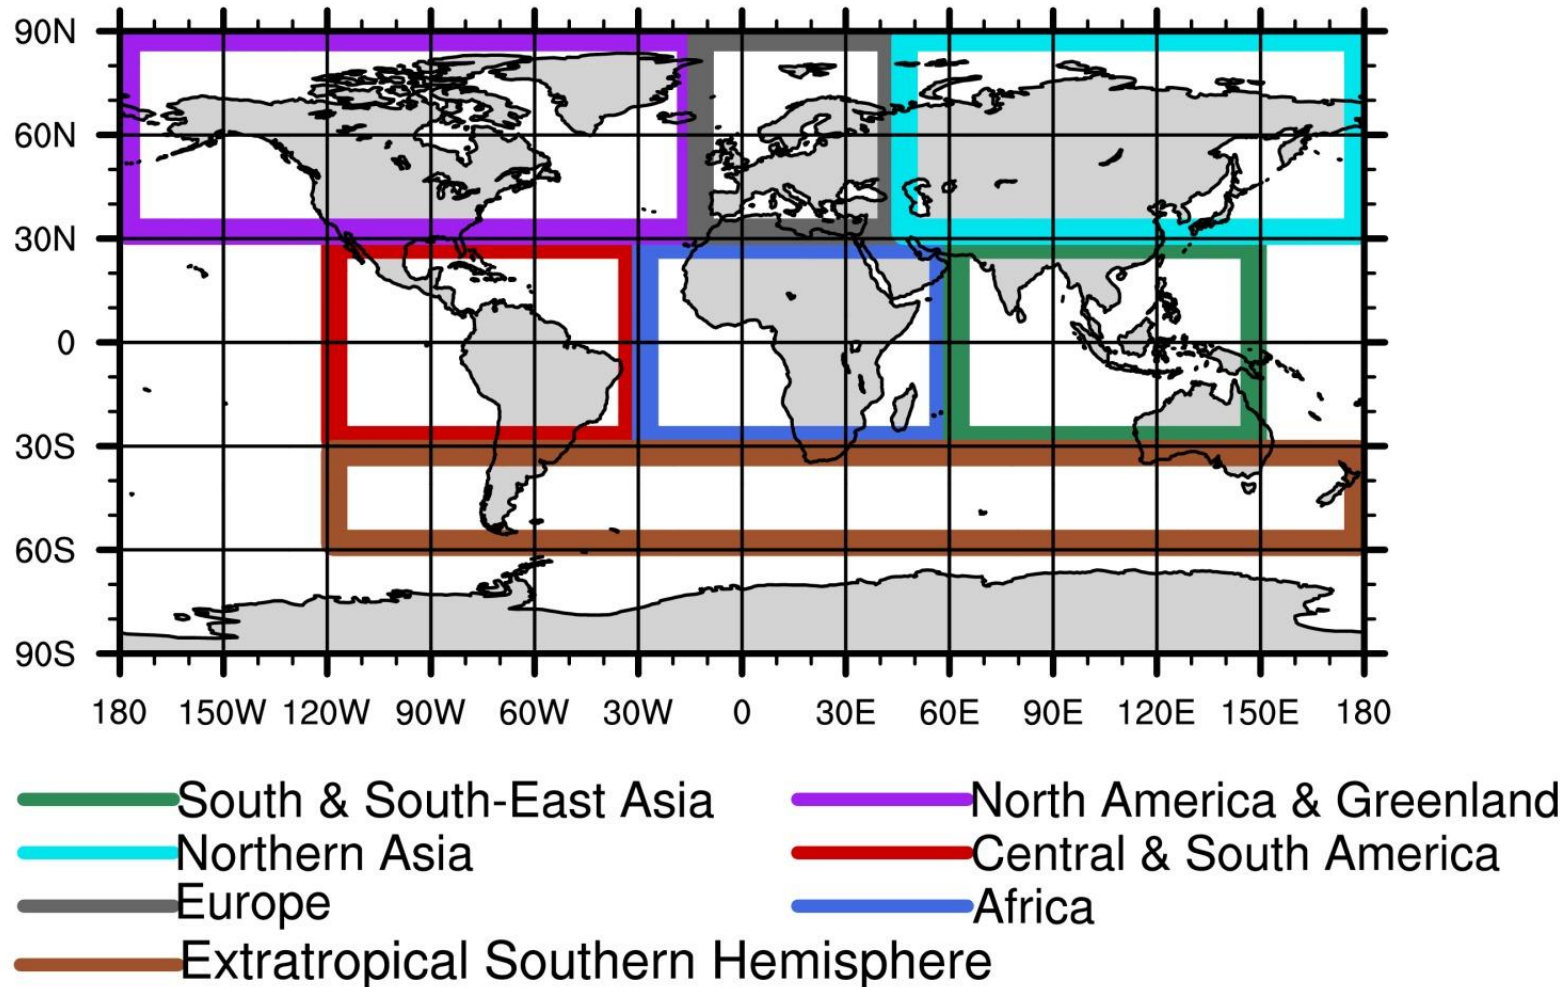 90N
60N
30N
0
30S
60S
90S
180 150W 120W 90W 60W 30W 0 30E 60E 90E 120E 150E 180
South & South-East Asia
North America & Greenland
Northern Asia
Central & South America
Europe
Africa
Extratropical Southern Hemisphere